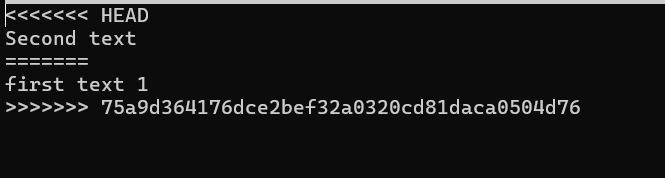 <<<<<<< HEAD
Second text
=======
first text 1
>>>>>>> 75a9d364176dce2bef32a0320cd81daca0504d76